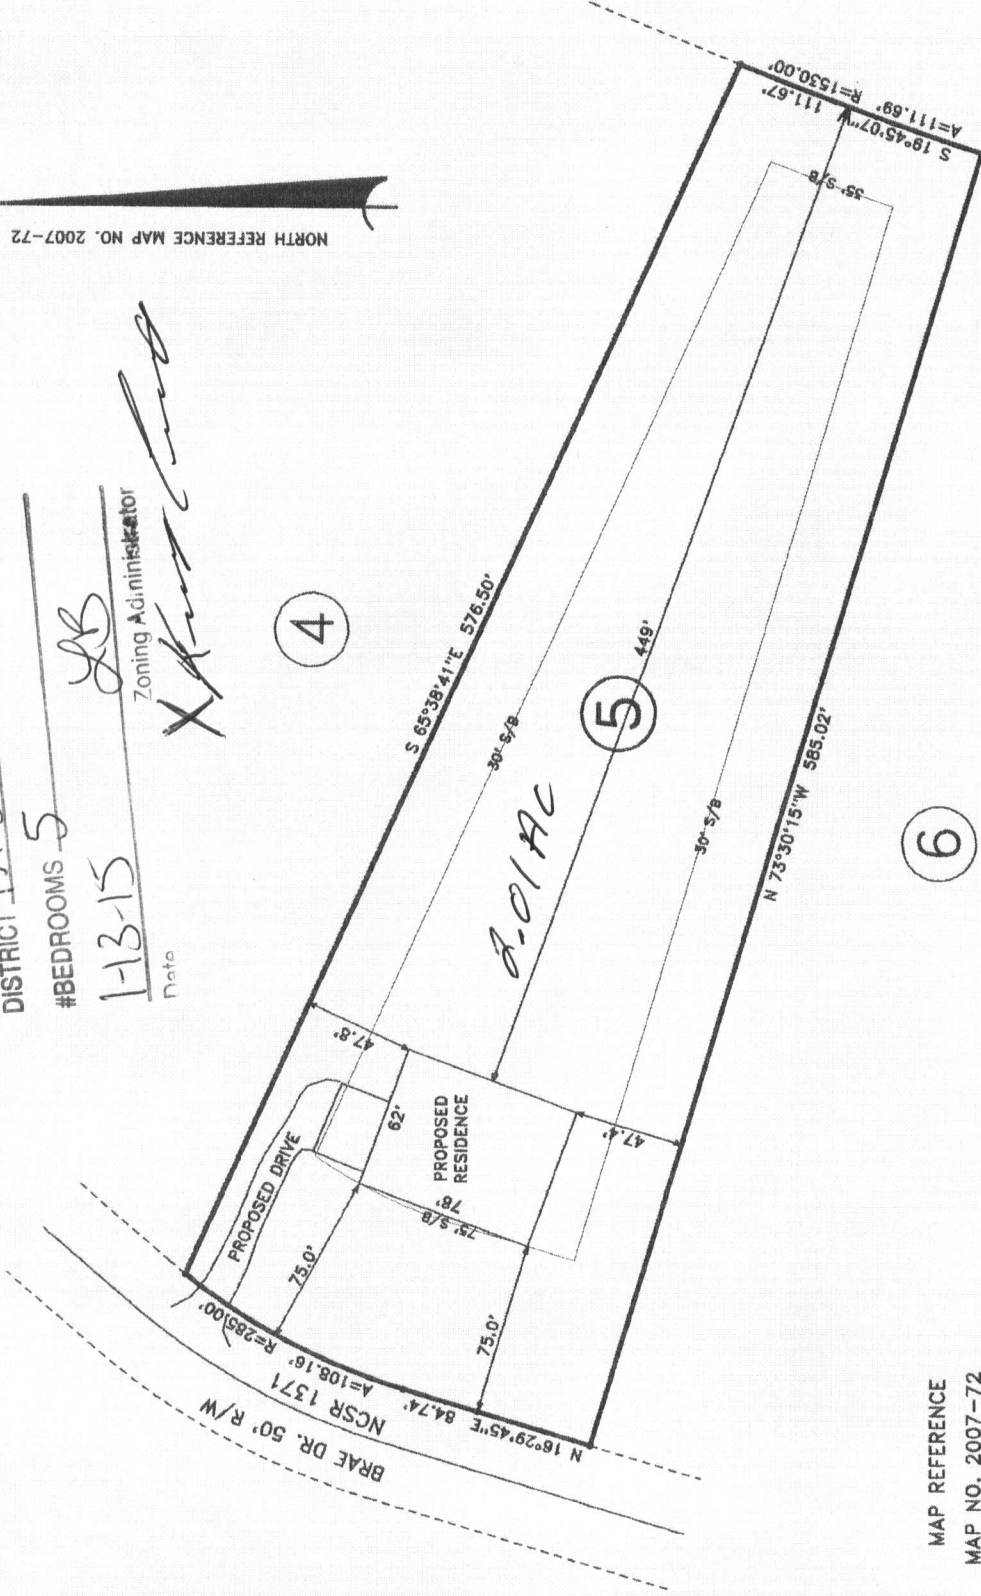 NORTH REFERENCE MAP NO. 2007-72
DISTRICT
#BEDROOMS 5
1-13-15 LB
Date
Zoning Administrator
X
4
S 65°38'41"E 576.50'
30' S/B
5
449'
2.01 AC
30' S/B
N 73°30'15"W 585.02'
6
R=1530.00'
A=111.69'
111.67'
S 19°45'07"W
35' S/B
47.8'
62'
PROPOSED
RESIDENCE
78'
75' S/B
47.4'
PROPOSED DRIVE
75.0'
75.0'
R=285.00'
A=108.16'
84.74'
N 16°29'45"E
NCSR 1371
BRAE DR. 50' R/W
MAP REFERENCE
MAP NO. 2007-72